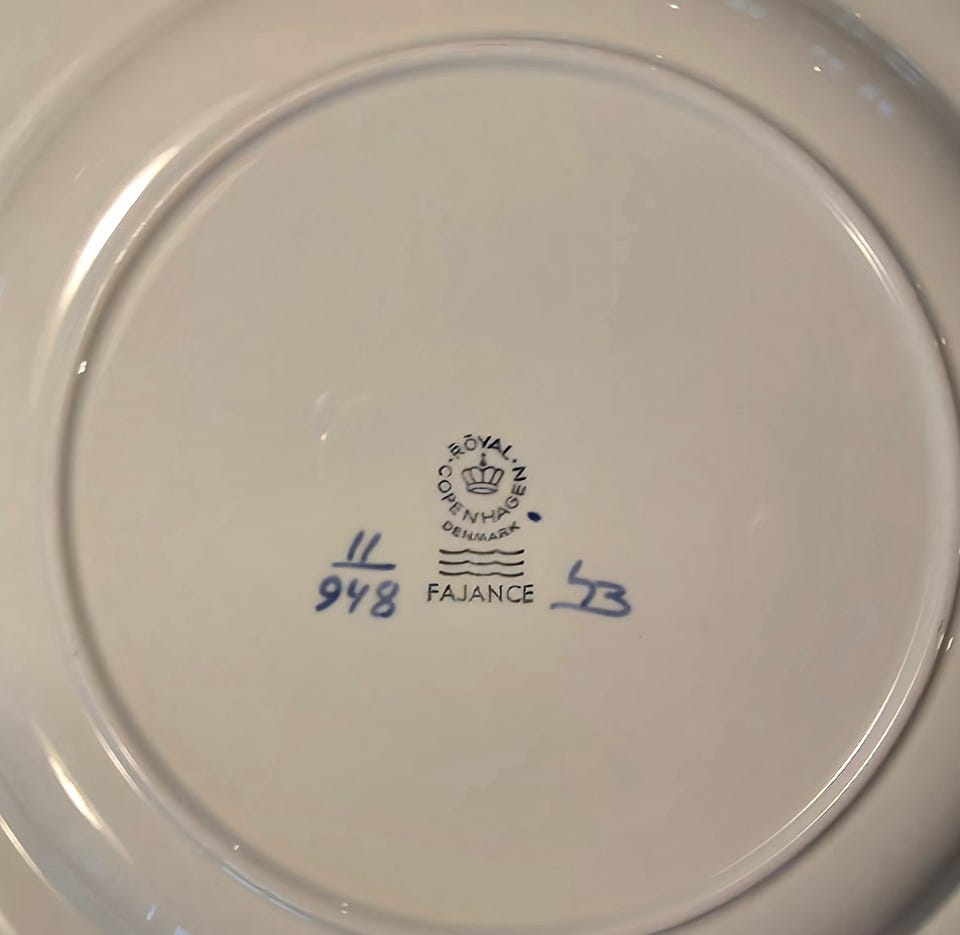 ROYAL
COPENHAGEN
DENMARK
11
948
FAJANCE